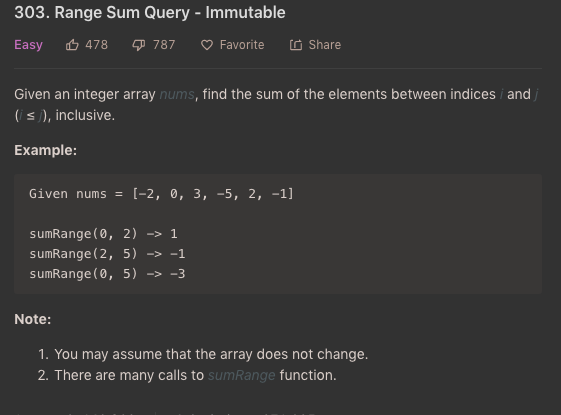 303. Range Sum Query - Immutable
Easy 478 787 Favorite Share
Given an integer array nums, find the sum of the elements between indices i and j
(i ≤ j), inclusive.
Example:
Given nums = [-2, 0, 3, -5, 2, -1]
sumRange(0, 2) -> 1
sumRange(2, 5) -> -1
sumRange(0, 5) -> -3
Note:
1. You may assume that the array does not change.
2. There are many calls to sumRange function.